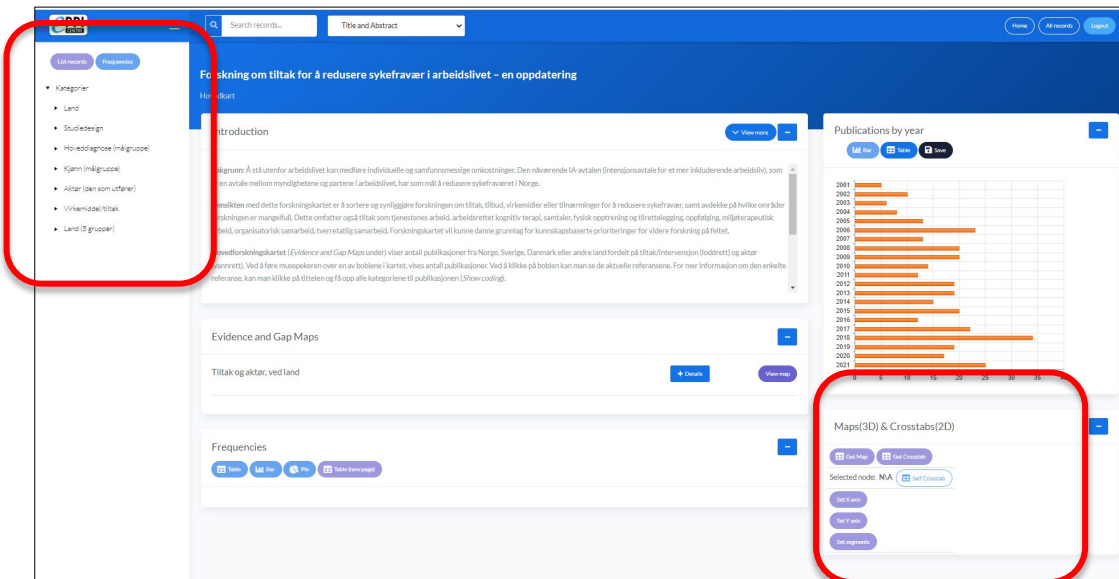 PPI
CENTRE
Search records...
Title and Abstract
Home
All records
Logout
List records
Frequencies
Kategorier
Land
Studiedesign
Hoveddiagnose (målgruppe)
Kjønn (målgruppe)
Aktør (den som utfører)
Virkemiddel/tiltak
Land (5 grupper)
Forskning om tiltak for å redusere sykefravær i arbeidslivet – en oppdatering
Hovedkart
Introduction
View more
Bakgrunn: Å stå utenfor arbeidslivet kan medføre individuelle og samfunnsmessige omkostninger. Den nåværende IA-avtalen (intensjonsavtale for et mer inkluderende arbeidsliv), som
er en avtale mellom myndighetene og partene i arbeidslivet, har som mål å redusere sykefraværet i Norge.
Hensikten med dette forskningskartet er å sortere og synliggjøre forskningen om tiltak, tilbud, virkemidler eller tilnærminger for å redusere sykefravær, samt avdekke på hvilke områder
forskningen er mangelfull. Dette omfatter også tiltak som tjenestenes arbeid, arbeidsrettet kognitiv terapi, samtaler, fysisk opptrening og tilrettelegging, oppfølging, miljøterapeutisk
arbeid, organisatorisk samarbeid, tverretatlig samarbeid. Forskningskartet vil kunne danne grunnlag for kunnskapsbaserte prioriteringer for videre forskning på feltet.
Hovedforskningskartet (Evidence and Gap Maps under) viser antall publikasjoner fra Norge, Sverige, Danmark eller andre land fordelt på tiltak/intervensjon (loddrett) og aktør
(vannrett). Ved å føre musepekeren over en av boblene i kartet, vises antall publikasjoner. Ved å klikke på boblen kan man se de aktuelle referansene. For mer informasjon om den enkelte
referanse, kan man klikke på tittelen og få opp alle kategoriene til publikasjonen (Show coding).
Evidence and Gap Maps
Tiltak og aktør, ved land
+ Details
View map
Frequencies
Table
Bar
Pie
Table (new page)
Publications by year
Bar
Table
Save
2001
2002
2003
2004
2005
2006
2007
2008
2009
2010
2011
2012
2013
2014
2015
2016
2017
2018
2019
2020
2021
0 5 10 15 20 25 30 35
Maps(3D) & Crosstabs(2D)
Get Map
Get Crosstab
Selected node: N\A
Self Crosstab
Set X axis
Set Y axis
Set segments